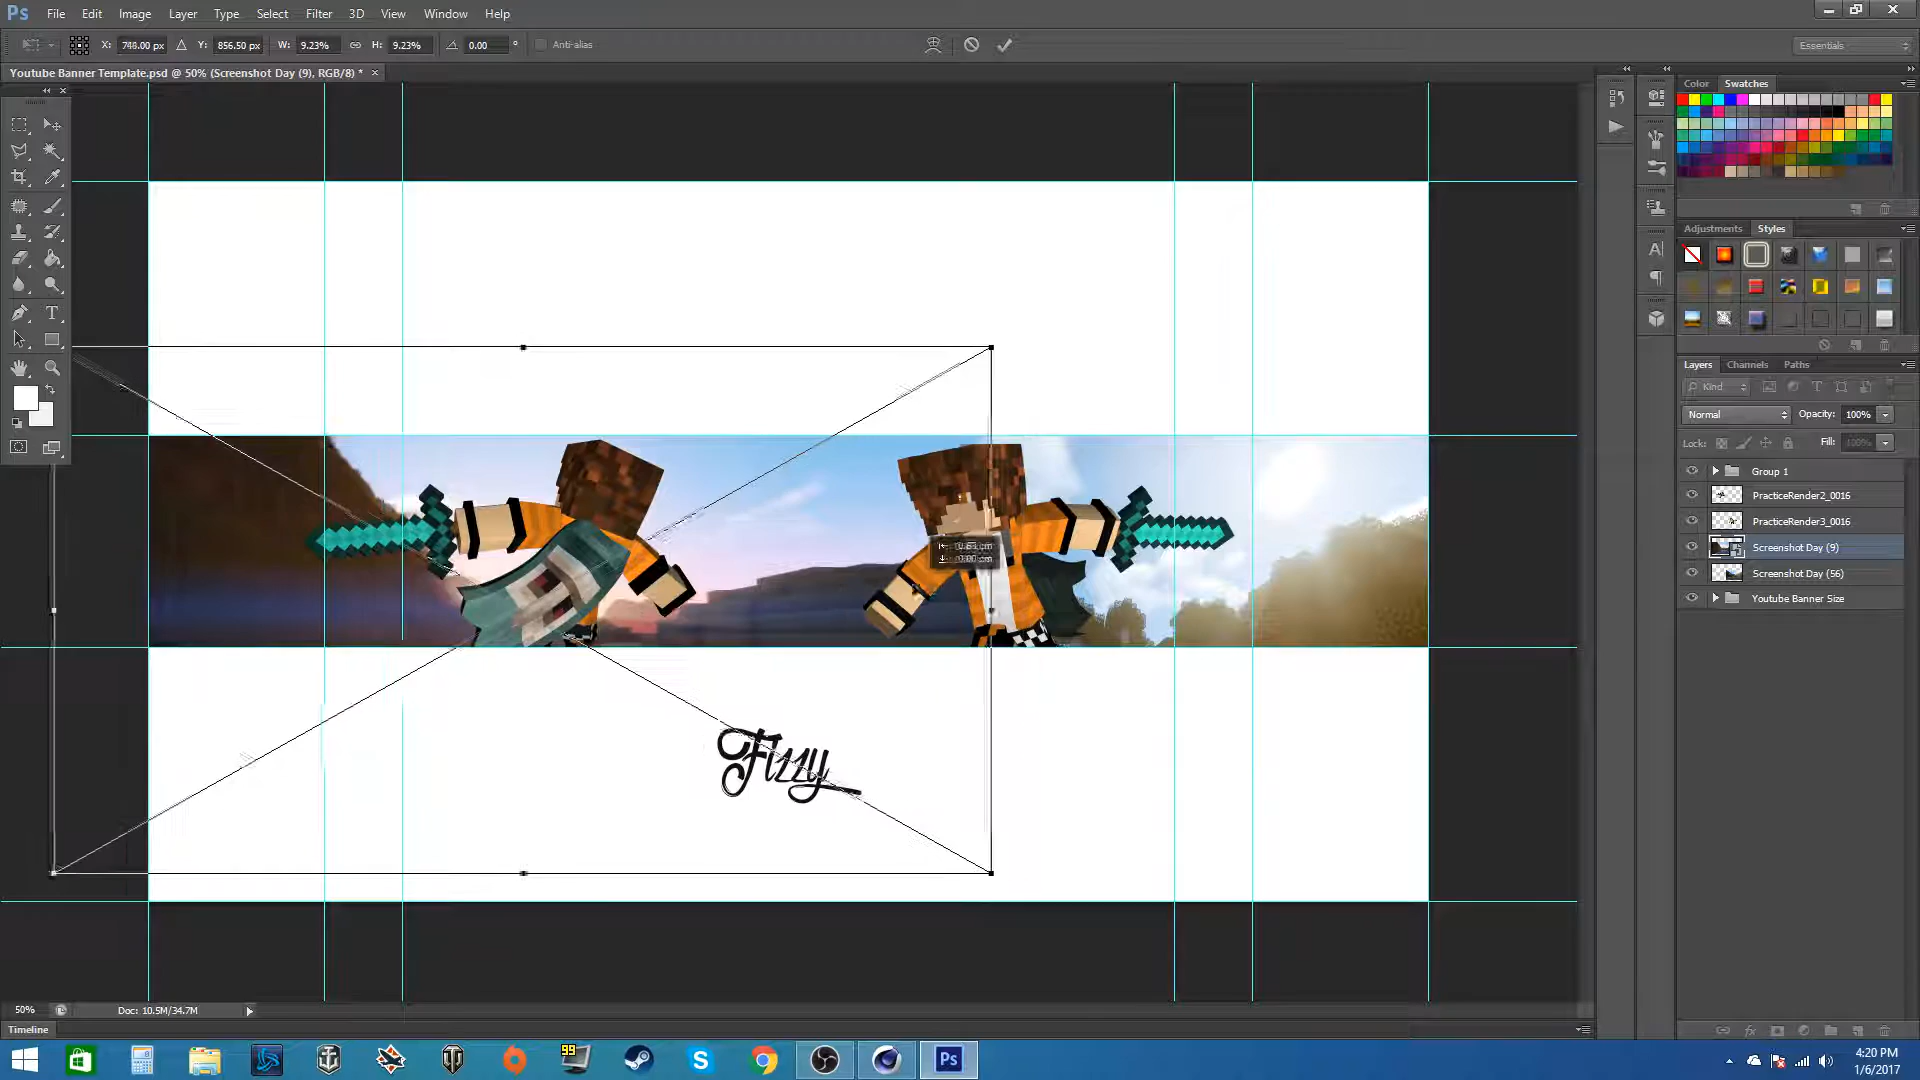 Ps File Edit Image Layer Type Select Filter 3D View Window Help
X: 748.00 px Y: 856.50 px W: 9.23% H: 9.23% 0.00 ° Anti-alias Essentials
Youtube Banner Template.psd @ 50% (Screenshot Day (9), RGB/8) *
Color Swatches
Adjustments Styles
Layers Channels Paths
Kind
Normal Opacity: 100%
Lock: Fill: 100%
Group 1
PracticeRender2_0016
PracticeRender3_0016
Screenshot Day (9)
Screenshot Day (56)
Youtube Banner Size
Fizzy
50% Doc: 10.5M/34.7M
Timeline
99
Ps
4:20 PM
1/6/2017